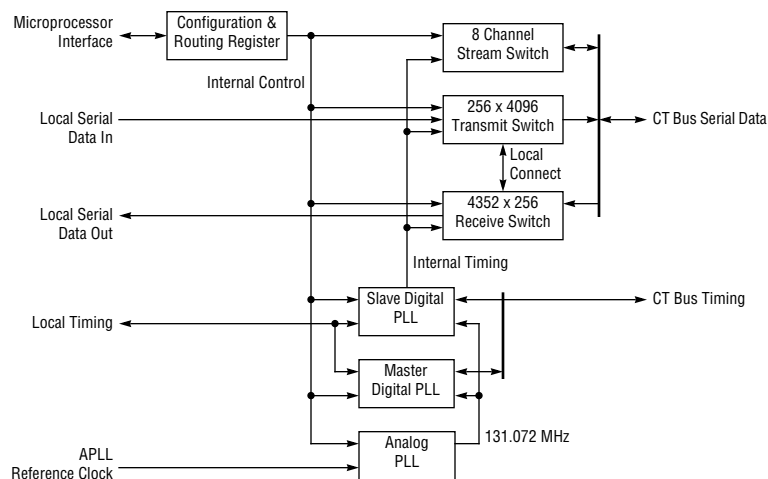 Microprocessor
Interface
Configuration &
Routing Register
8 Channel
Stream Switch
Internal Control
Local Serial
Data In
256 x 4096
Transmit Switch
CT Bus Serial Data
Local
Connect
Local Serial
Data Out
4352 x 256
Receive Switch
Internal Timing
Slave Digital
PLL
CT Bus Timing
Local Timing
Master
Digital PLL
131.072 MHz
APLL
Reference Clock
Analog
PLL